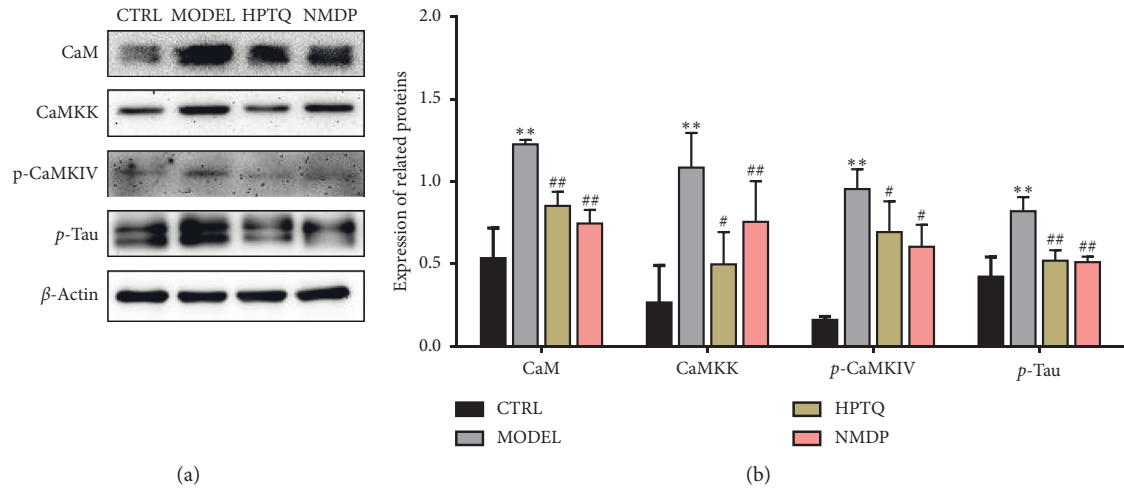 CTRL MODEL HPTQ NMDP
CaM
CaMKK
p-CaMKIV
p-Tau
β-Actin
(a)
Expression of related proteins
2.0
1.5
1.0
0.5
0.0
** ## ##
** # ##
** # #
** ## ##
CaM CaMKK p-CaMKIV p-Tau
CTRL HPTQ
MODEL NMDP
(b)